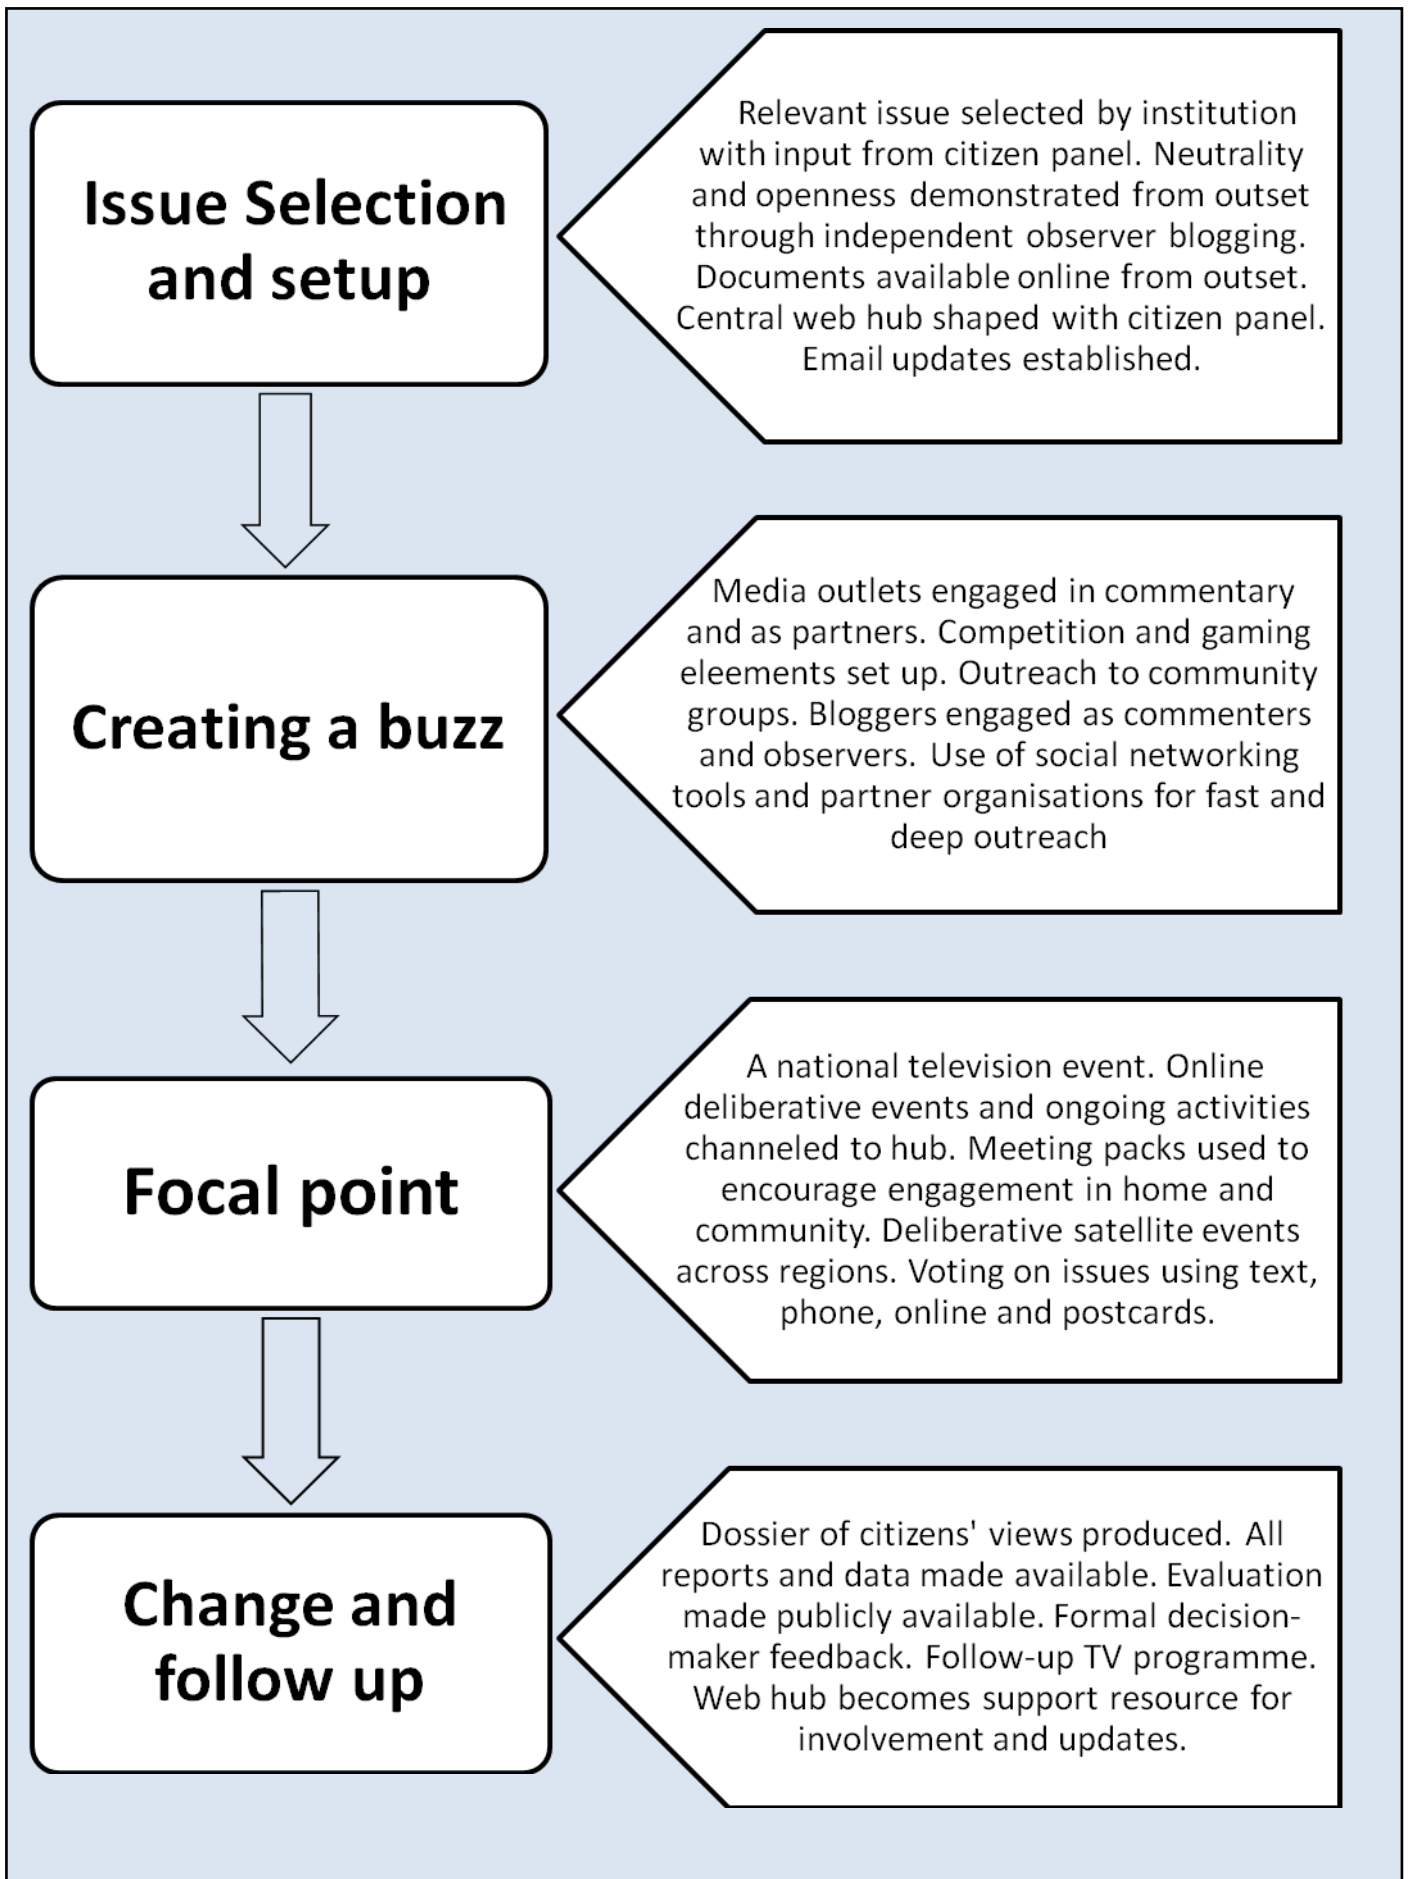 Issue Selection
and setup
Relevant issue selected by institution
with input from citizen panel. Neutrality
and openness demonstrated from outset
through independent observer blogging.
Documents available online from outset.
Central web hub shaped with citizen panel.
Email updates established.
Creating a buzz
Media outlets engaged in commentary
and as partners. Competition and gaming
eleements set up. Outreach to community
groups. Bloggers engaged as commenters
and observers. Use of social networking
tools and partner organisations for fast and
deep outreach
Focal point
A national television event. Online
deliberative events and ongoing activities
channeled to hub. Meeting packs used to
encourage engagement in home and
community. Deliberative satellite events
across regions. Voting on issues using text,
phone, online and postcards.
Change and
follow up
Dossier of citizens' views produced. All
reports and data made available. Evaluation
made publicly available. Formal decision-
maker feedback. Follow-up TV programme.
Web hub becomes support resource for
involvement and updates.